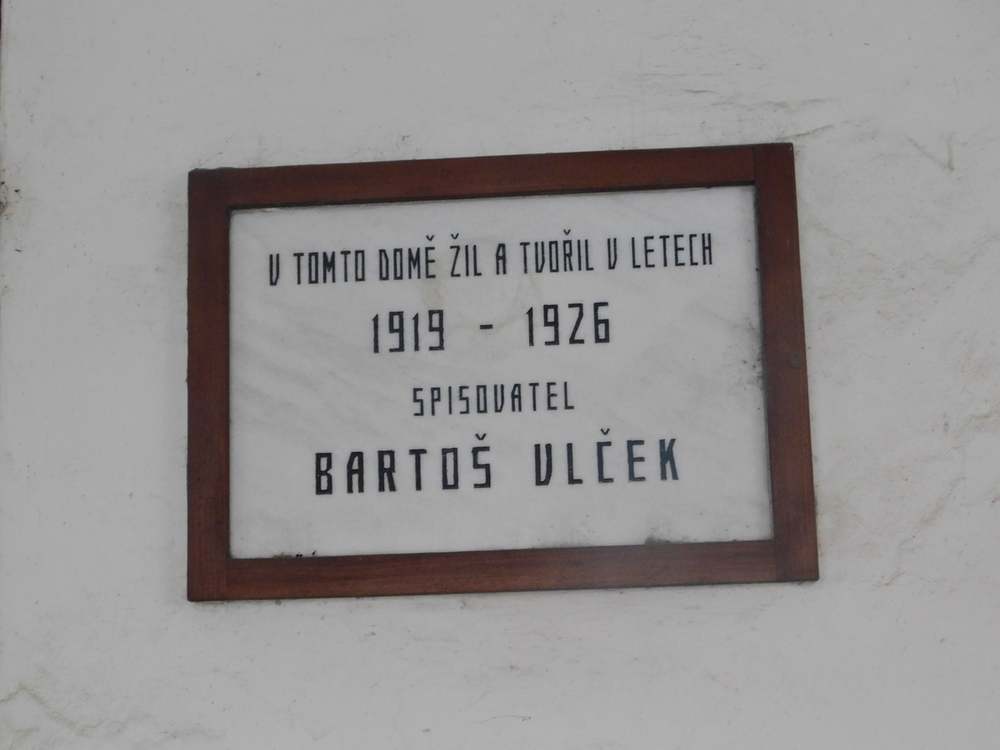 V TOMTO DOMĚ ŽIL A TVOŘIL V LETECH
1919 - 1926
SPISOVATEL
BARTOŠ VLČEK